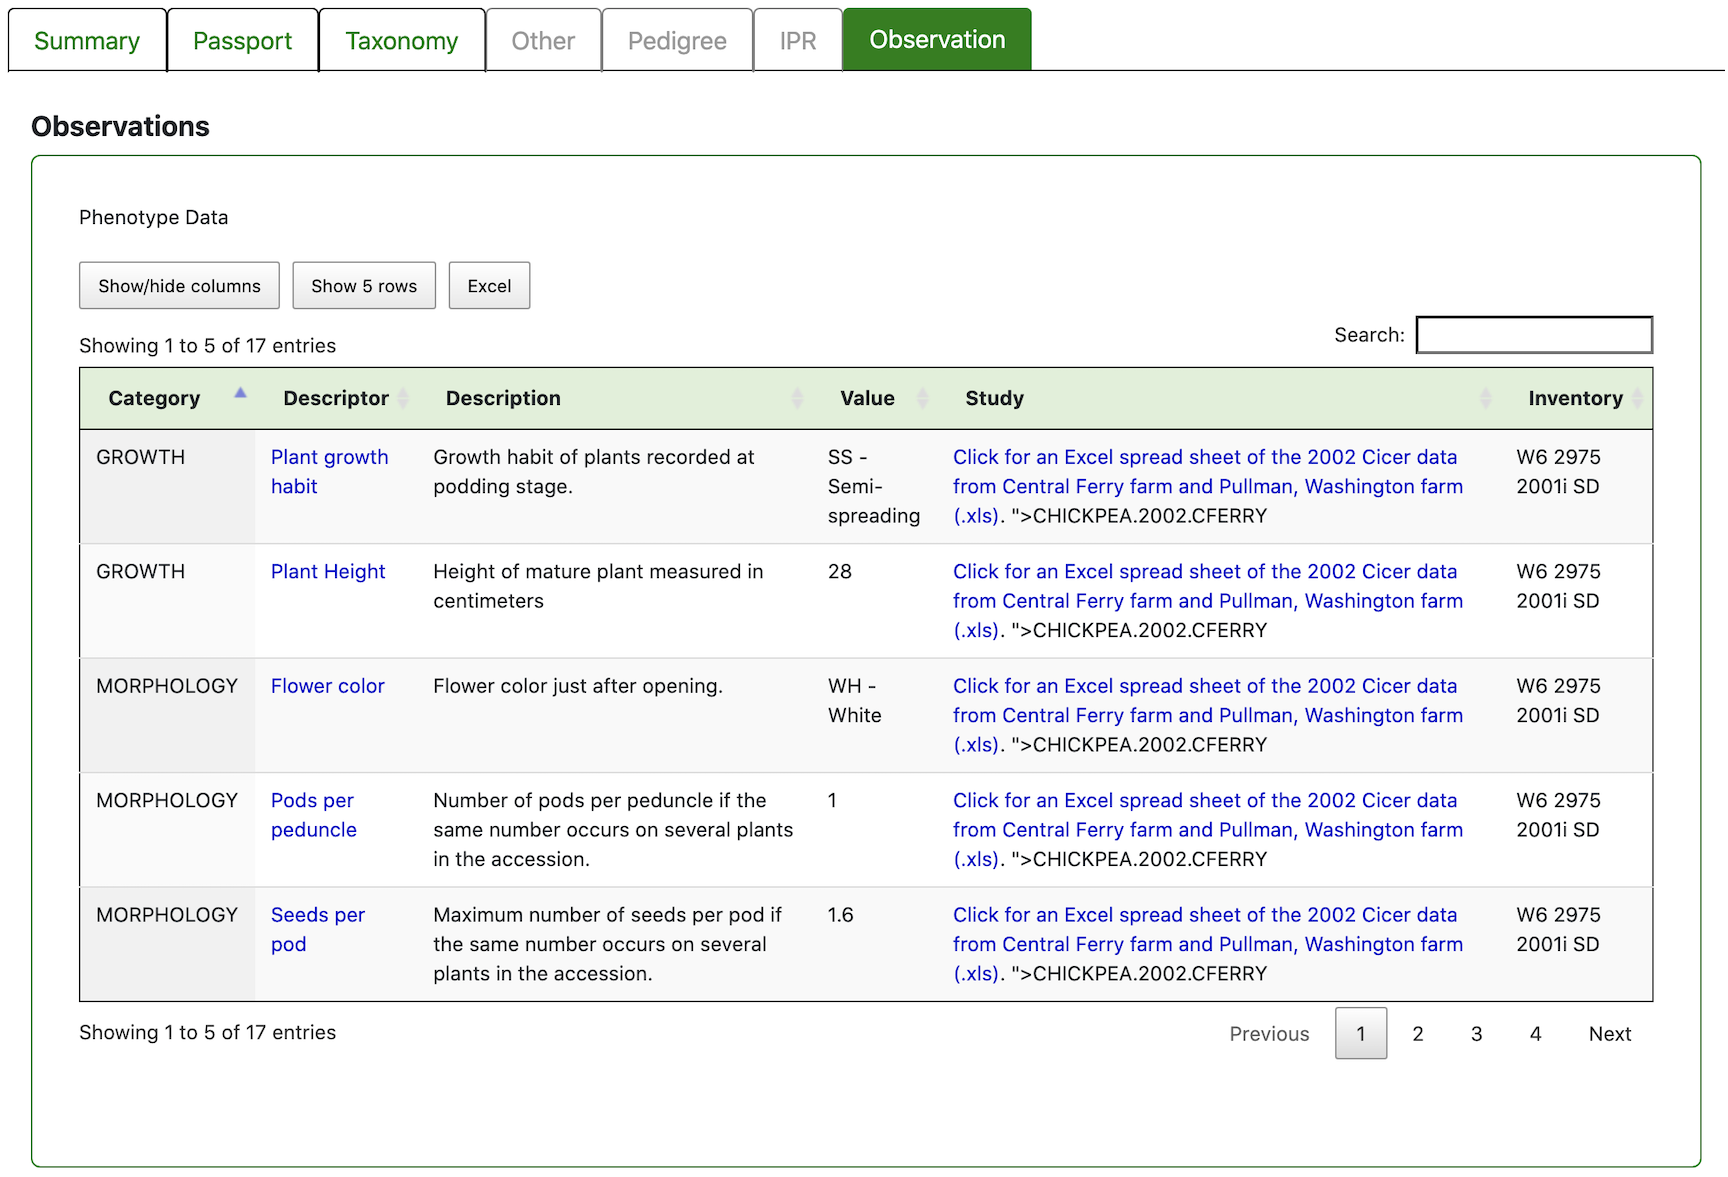 Summary Passport Taxonomy Other Pedigree IPR Observation
Observations
Phenotype Data
Show/hide columns Show 5 rows Excel
Search:
Showing 1 to 5 of 17 entries
Category Descriptor Description Value Study Inventory
GROWTH Plant growth Growth habit of plants recorded at SS - Click for an Excel spread sheet of the 2002 Cicer data W6 2975
habit podding stage. Semi- from Central Ferry farm and Pullman, Washington farm 2001i SD
spreading (.xls). ">CHICKPEA.2002.CFERRY
GROWTH Plant Height Height of mature plant measured in 28 Click for an Excel spread sheet of the 2002 Cicer data W6 2975
centimeters from Central Ferry farm and Pullman, Washington farm 2001i SD
(.xls). ">CHICKPEA.2002.CFERRY
MORPHOLOGY Flower color Flower color just after opening. WH - Click for an Excel spread sheet of the 2002 Cicer data W6 2975
White from Central Ferry farm and Pullman, Washington farm 2001i SD
(.xls). ">CHICKPEA.2002.CFERRY
MORPHOLOGY Pods per Number of pods per peduncle if the 1 Click for an Excel spread sheet of the 2002 Cicer data W6 2975
peduncle same number occurs on several plants from Central Ferry farm and Pullman, Washington farm 2001i SD
in the accession. (.xls). ">CHICKPEA.2002.CFERRY
MORPHOLOGY Seeds per Maximum number of seeds per pod if 1.6 Click for an Excel spread sheet of the 2002 Cicer data W6 2975
pod the same number occurs on several from Central Ferry farm and Pullman, Washington farm 2001i SD
plants in the accession. (.xls). ">CHICKPEA.2002.CFERRY
Showing 1 to 5 of 17 entries Previous 1 2 3 4 Next